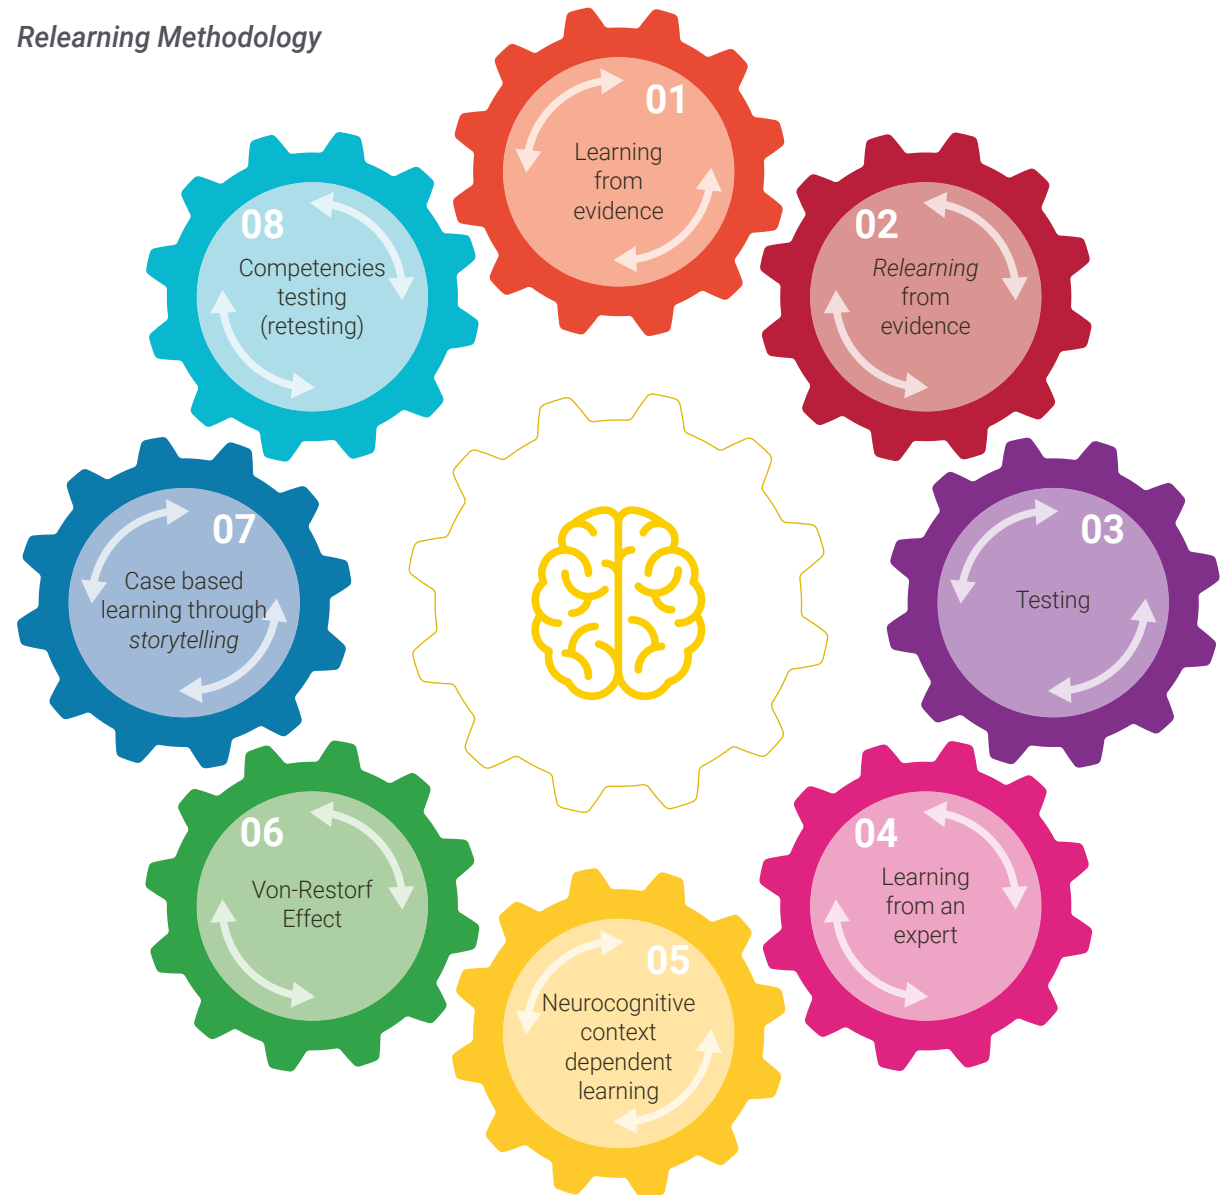 Relearning Methodology
01
Learning
from
evidence
02
Relearning
from
evidence
03
Testing
04
Learning
from an
expert
05
Neurocognitive
context
dependent
learning
06
Von-Restorf
Effect
07
Case based
learning through
storytelling
08
Competencies
testing
(retesting)